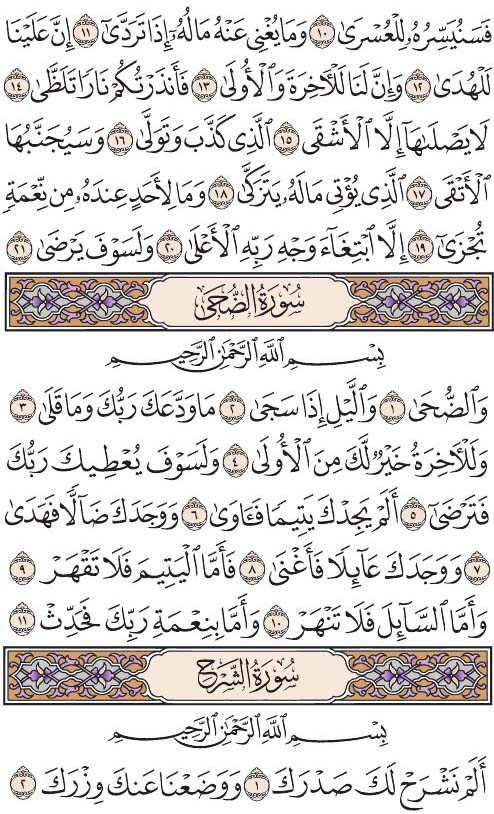 فَسَنُيَسِّرُهُۥ لِلْعُسْرَىٰ ١٠ وَمَا يُغْنِي عَنْهُ مَالُهُۥٓ إِذَا تَرَدَّىٰٓ ١١ إِنَّ عَلَيْنَا
لَلْهُدَىٰ ١٢ وَإِنَّ لَنَا لَلْأٓخِرَةَ وَٱلْأُولَىٰ ١٣ فَأَنذَرْتُكُمْ نَارًا تَلَظَّىٰ ١٤
لَا يَصْلَىٰهَآ إِلَّا ٱلْأَشْقَى ١٥ ٱلَّذِي كَذَّبَ وَتَوَلَّىٰ ١٦ وَسَيُجَنَّبُهَا
ٱلْأَتْقَى ١٧ ٱلَّذِي يُؤْتِي مَالَهُۥ يَتَزَكَّىٰ ١٨ وَمَا لِأَحَدٍ عِندَهُۥ مِن نِّعْمَةٍ
تُجْزَىٰٓ ١٩ إِلَّا ٱبْتِغَآءَ وَجْهِ رَبِّهِ ٱلْأَعْلَىٰ ٢٠ وَلَسَوْفَ يَرْضَىٰ ٢١
سُورَةُ الضُّحَىٰ
بِسْمِ ٱللَّهِ ٱلرَّحْمَٰنِ ٱلرَّحِيمِ
وَٱلضُّحَىٰ ١ وَٱلَّيْلِ إِذَا سَجَىٰ ٢ مَا وَدَّعَكَ رَبُّكَ وَمَا قَلَىٰ ٣
وَلَلْأٓخِرَةُ خَيْرٌ لَّكَ مِنَ ٱلْأُولَىٰ ٤ وَلَسَوْفَ يُعْطِيكَ رَبُّكَ
فَتَرْضَىٰٓ ٥ أَلَمْ يَجِدْكَ يَتِيمًا فَـَٔاوَىٰ ٦ وَوَجَدَكَ ضَآلًّا فَهَدَىٰ
٧ وَوَجَدَكَ عَآئِلًا فَأَغْنَىٰ ٨ فَأَمَّا ٱلْيَتِيمَ فَلَا تَقْهَرْ ٩
وَأَمَّا ٱلسَّآئِلَ فَلَا تَنْهَرْ ١٠ وَأَمَّا بِنِعْمَةِ رَبِّكَ فَحَدِّثْ ١١
سُورَةُ الشَّرْحِ
بِسْمِ ٱللَّهِ ٱلرَّحْمَٰنِ ٱلرَّحِيمِ
أَلَمْ نَشْرَحْ لَكَ صَدْرَكَ ١ وَوَضَعْنَا عَنكَ وِزْرَكَ ٢